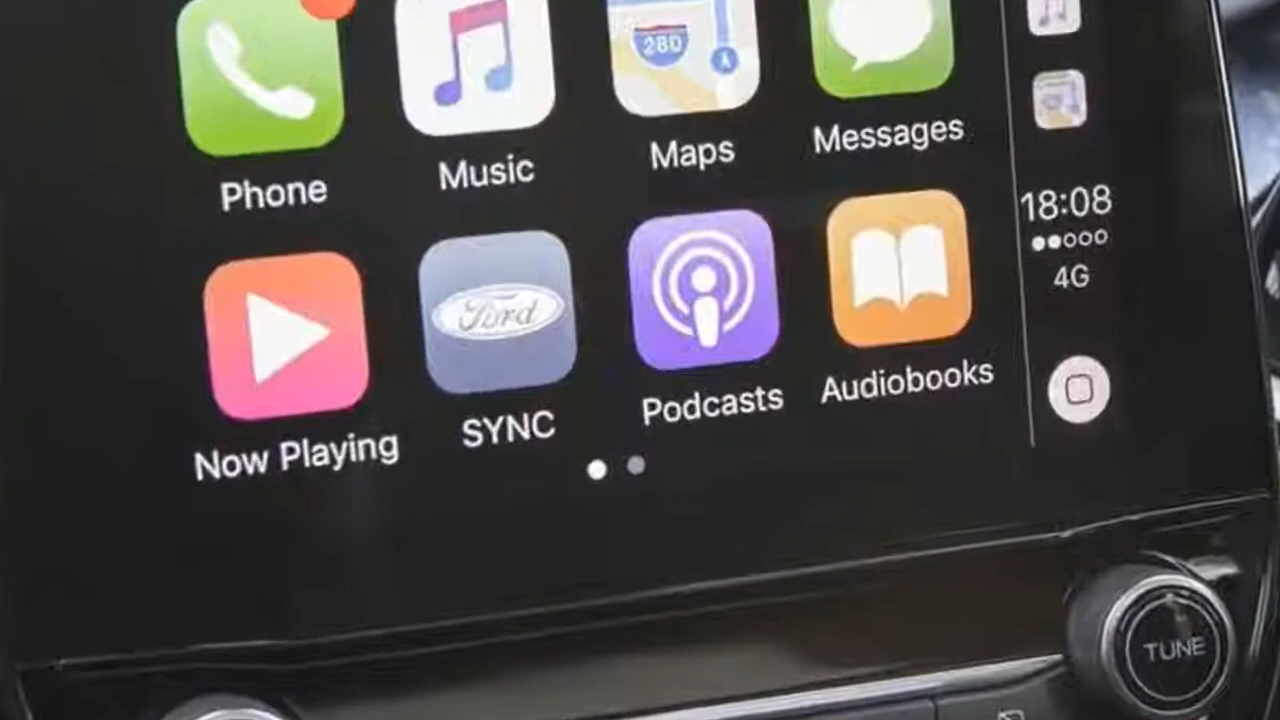 280
Phone
Music
Maps
Messages
18:08
4G
Ford
Now Playing
SYNC
Podcasts
Audiobooks
TUNE